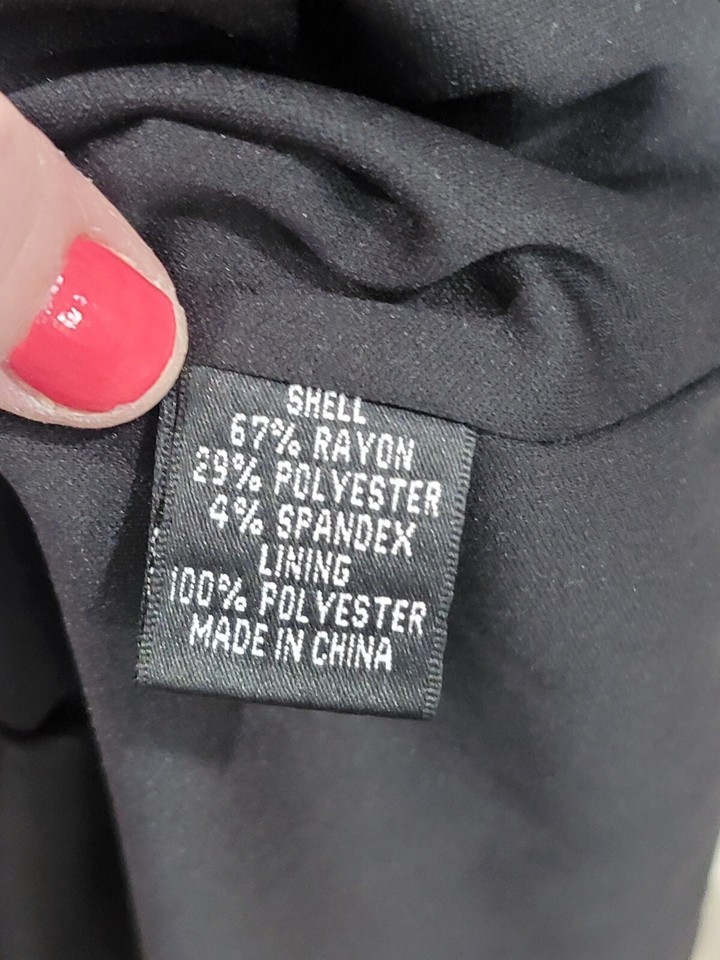 SHELL
67% RAYON
29% POLYESTER
4% SPANDEX
LINING
100% POLYESTER
MADE IN CHINA